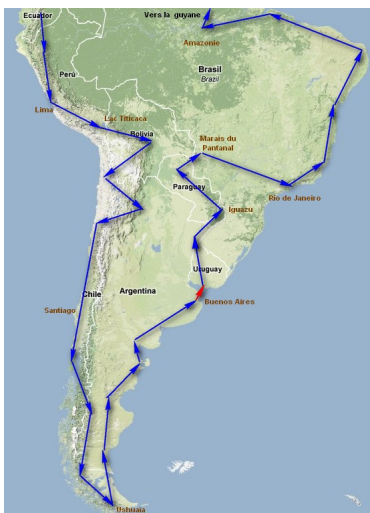 Ecuador
Vers la guyane
Amazonie
Brasil
Brazil
Perú
Lima
Lac Titicaca
Bolivia
Marais du
Pantanal
Paraguay
Rio de Janeiro
Iguazu
Uruguay
Chile
Argentina
Buenos Aires
Santiago
Ushuaia